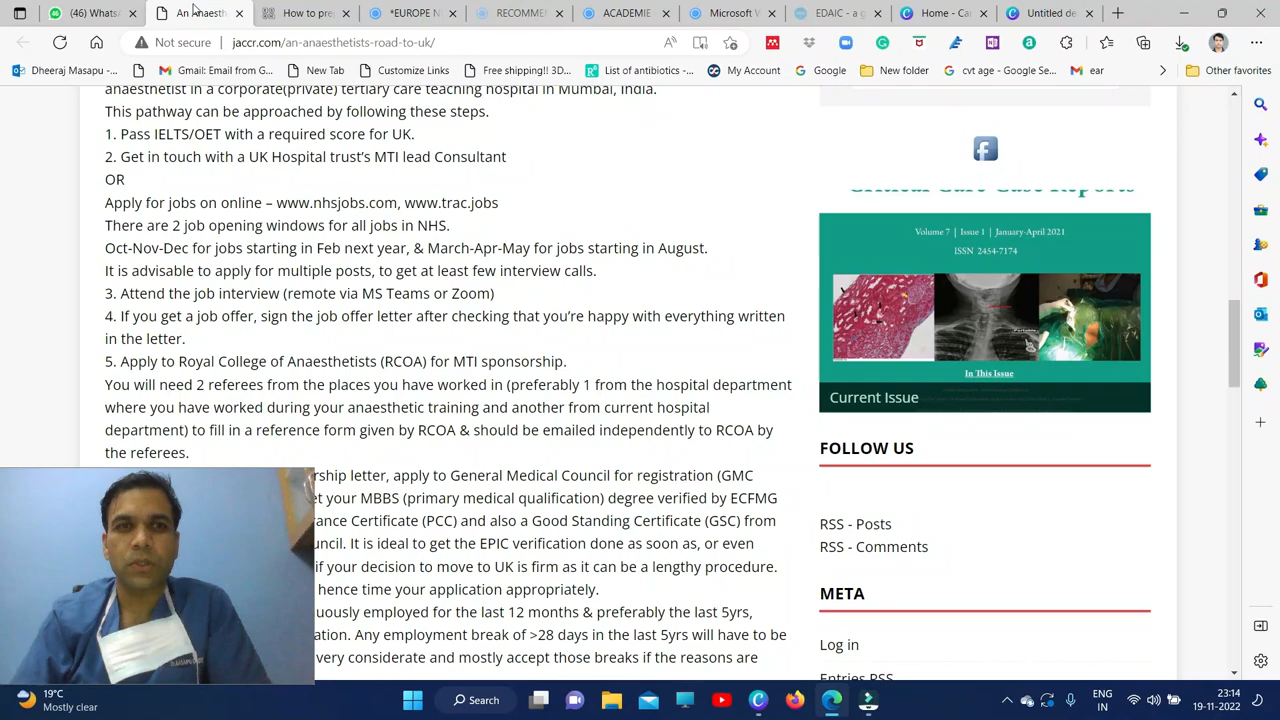 (46) Whats
An anaesth
How to pre
*EUROPE N
RECOMME
ACADEMIE
Microsoft W
EDAIC - a g
Home - Ca
Untitled de
Not secure
jaccr.com/an-anaesthetists-road-to-uk/
Dheeraj Masapu -...
Gmail: Email from G...
New Tab
Customize Links
Free shipping!! 3D...
List of antibiotics -...
My Account
Google
New folder
cvt age - Google Se...
ear
Other favorites
anaesthetist in a corporate(private) tertiary care teaching hospital in Mumbai, India.
This pathway can be approached by following these steps.
1. Pass IELTS/OET with a required score for UK.
2. Get in touch with a UK Hospital trust's MTI lead Consultant
OR
Apply for jobs on online – www.nhsjobs.com, www.trac.jobs
There are 2 job opening windows for all jobs in NHS.
Oct-Nov-Dec for jobs starting in Feb next year, & March-Apr-May for jobs starting in August.
It is advisable to apply for multiple posts, to get at least few interview calls.
3. Attend the job interview (remote via MS Teams or Zoom)
4. If you get a job offer, sign the job offer letter after checking that you're happy with everything written
in the letter.
5. Apply to Royal College of Anaesthetists (RCOA) for MTI sponsorship.
You will need 2 referees from the places you have worked in (preferably 1 from the hospital department
where you have worked during your anaesthetic training and another from current hospital
department) to fill in a reference form given by RCOA & should be emailed independently to RCOA by
the referees.
rship letter, apply to General Medical Council for registration (GMC
et your MBBS (primary medical qualification) degree verified by ECFMG
ance Certificate (PCC) and also a Good Standing Certificate (GSC) from
uncil. It is ideal to get the EPIC verification done as soon as, or even
if your decision to move to UK is firm as it can be a lengthy procedure.
hence time your application appropriately.
uously employed for the last 12 months & preferably the last 5yrs,
ation. Any employment break of >28 days in the last 5yrs will have to be
very considerate and mostly accept those breaks if the reasons are
Critical Care Case Reports
Volume 7 | Issue 1 | January-April 2021
ISSN 2454-7174
In This Issue
Current Issue
FOLLOW US
RSS - Posts
RSS - Comments
META
Log in
Entries RSS
19°C
Mostly clear
Search
ENG
IN
23:14
19-11-2022